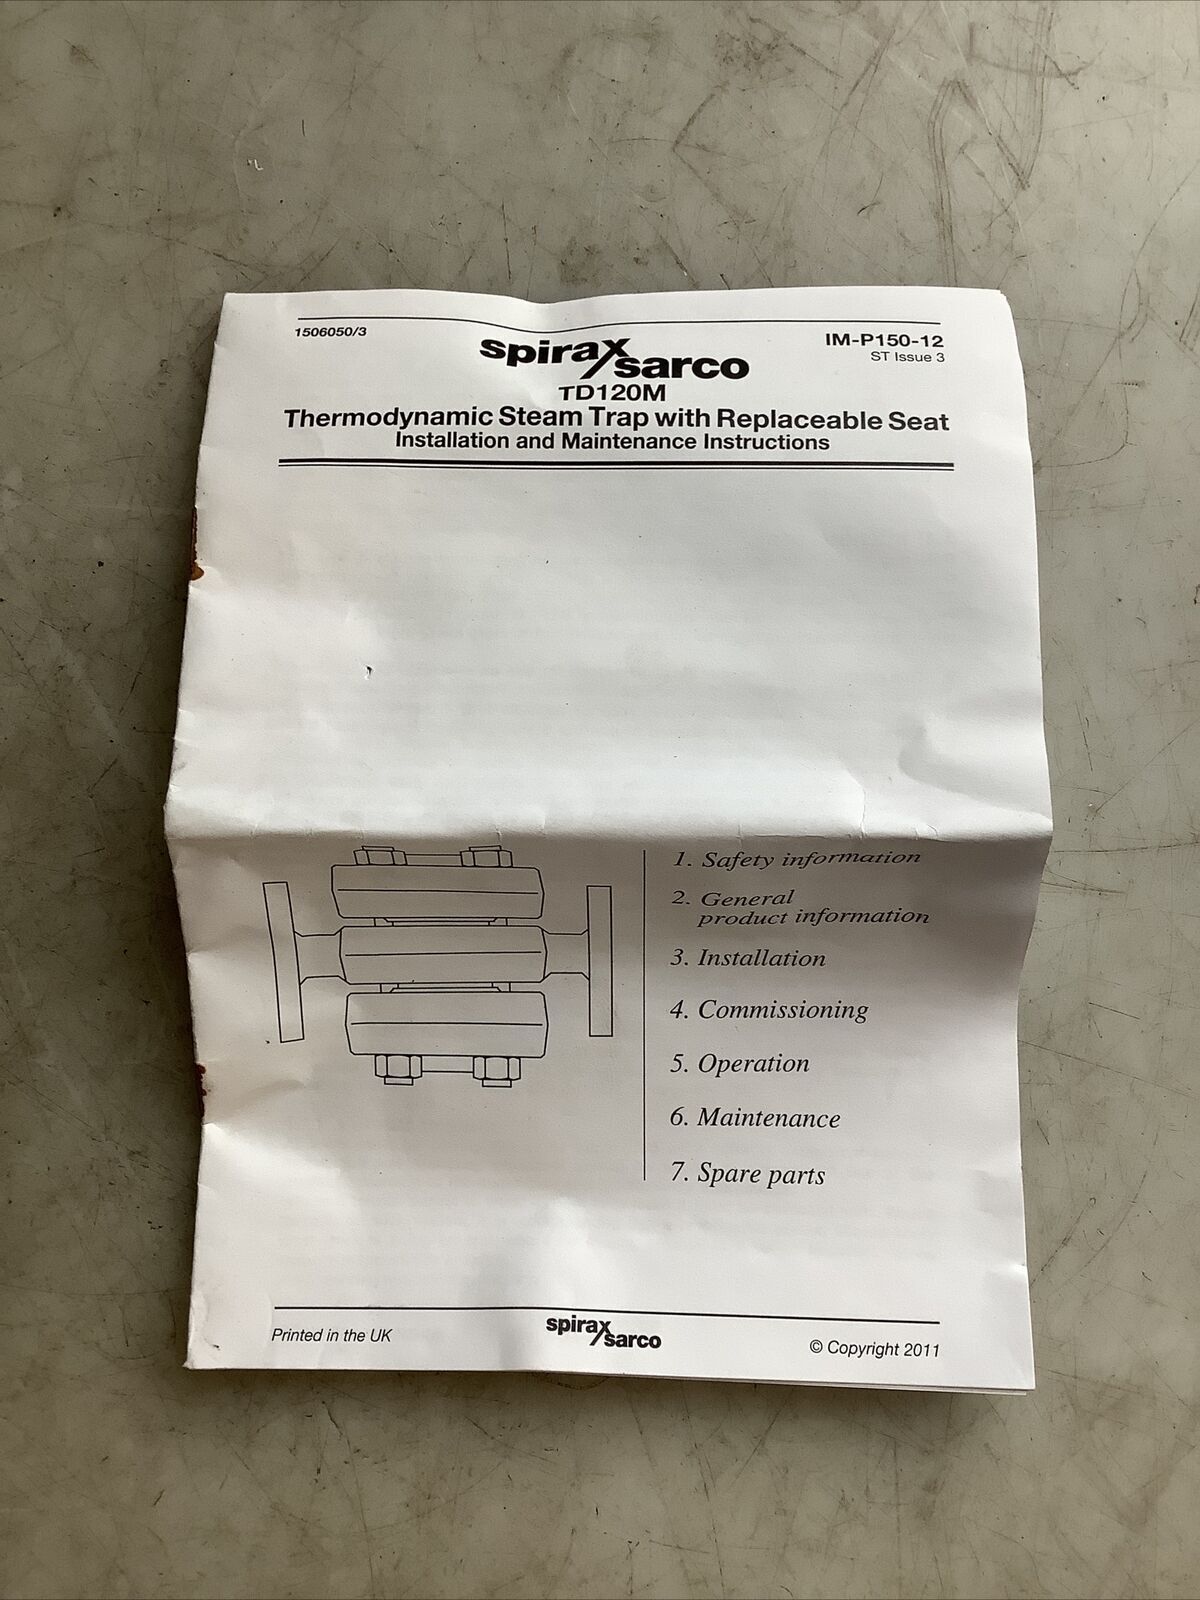 1506050/3
IM-P150-12
ST Issue 3
spirax
sarco
TD120M
Thermodynamic Steam Trap with Replaceable Seat
Installation and Maintenance Instructions
1. Safety information
2. General
product information
3. Installation
4. Commissioning
5. Operation
6. Maintenance
7. Spare parts
Printed in the UK
spirax
sarco
© Copyright 2011